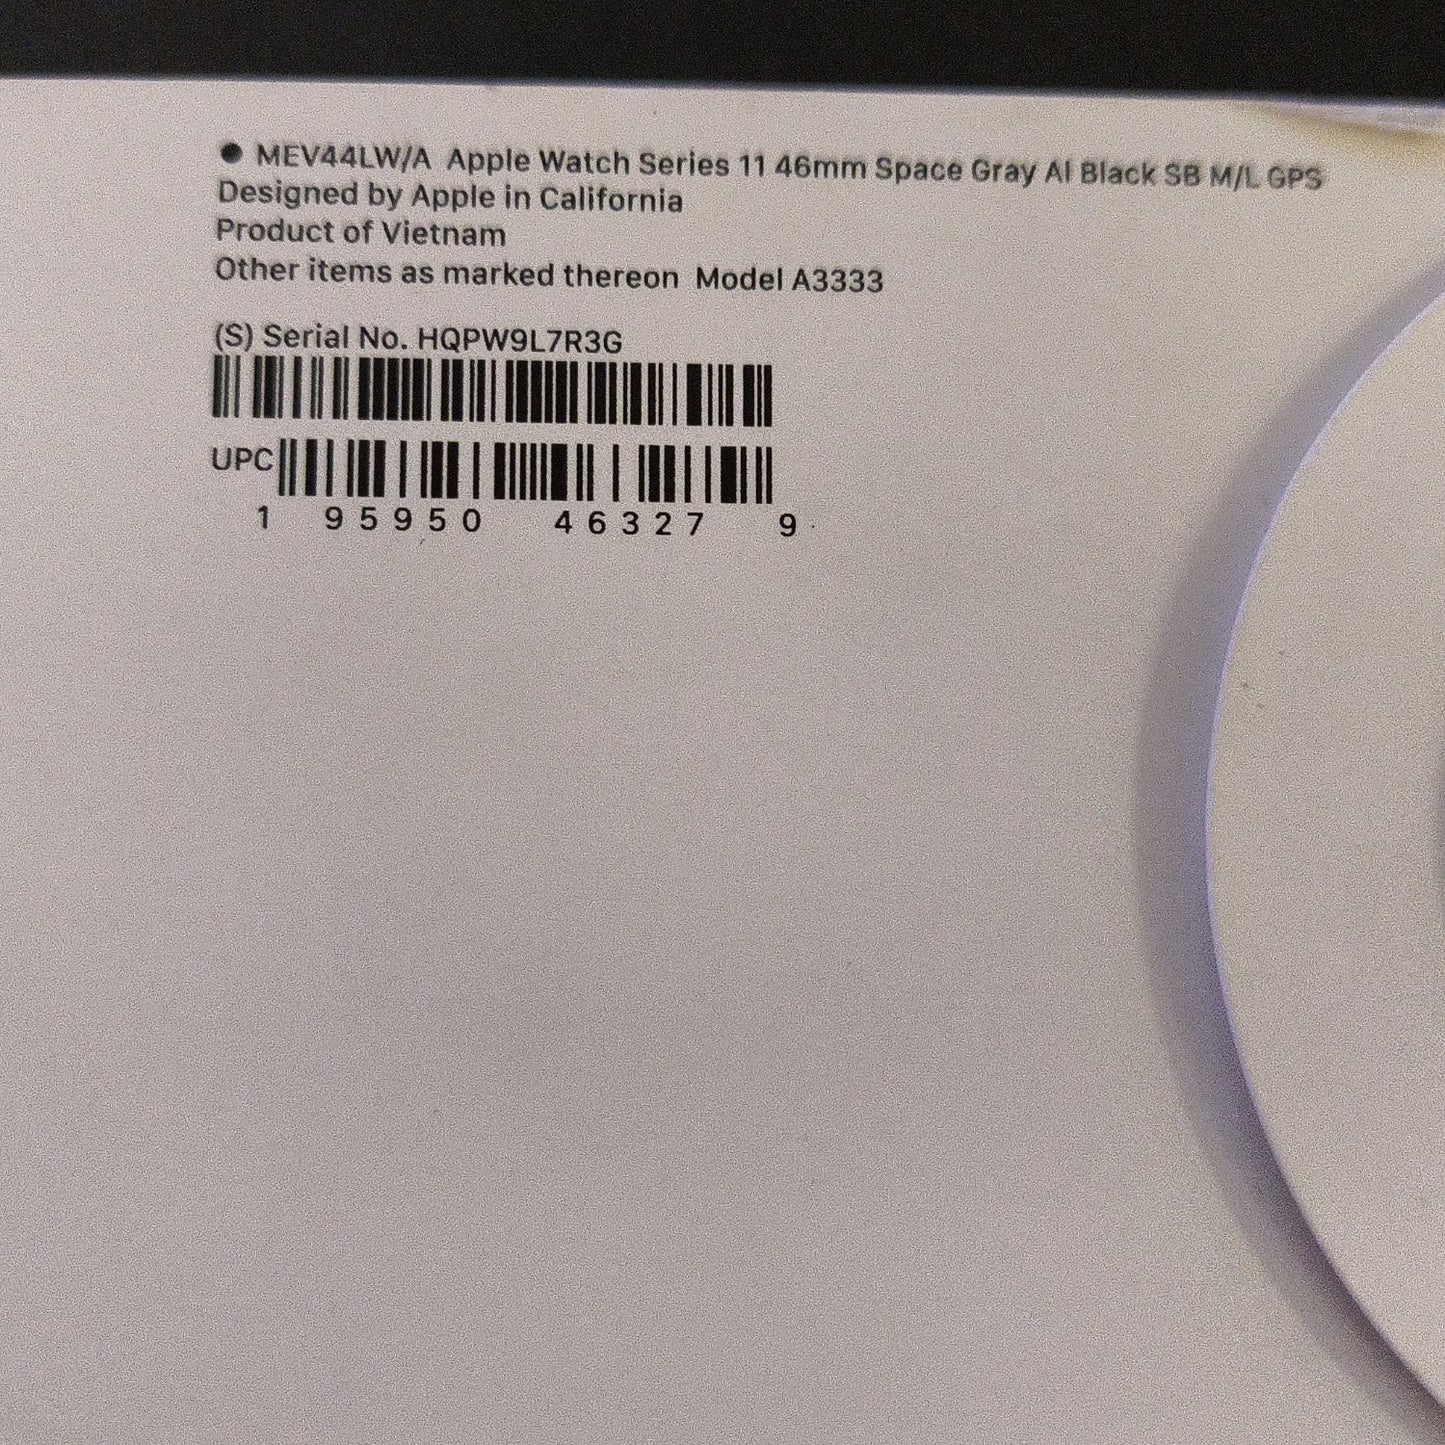 ● MEV44LW/A Apple Watch Series 11 46mm Space Gray Al Black SB M/L GPS
Designed by Apple in California
Product of Vietnam
Other items as marked thereon Model A3333
(S) Serial No. HQPW9L7R3G
UPC
1 95950 46327 9